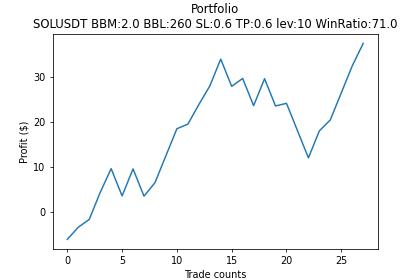 Portfolio
SOLUSDT BBM:2.0 BBL:260 SL:0.6 TP:0.6 lev:10 WinRatio:71.0
30
20
10
0
Profit ($)
0 5 10 15 20 25
Trade counts